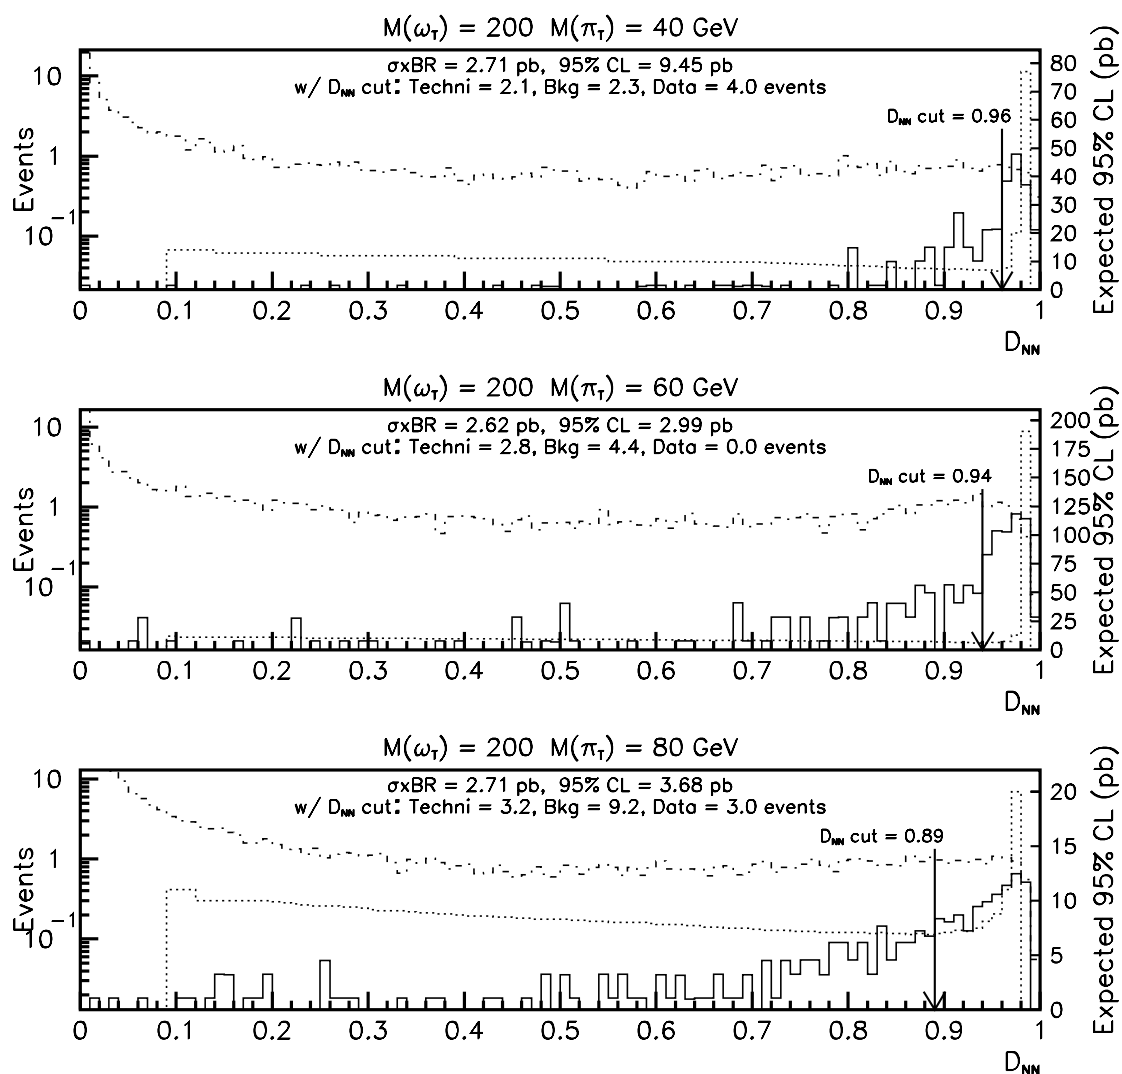 M(ω_T) = 200 M(π_T) = 40 GeV
σxBR = 2.71 pb, 95% CL = 9.45 pb
w/ D_NN cut: Techni = 2.1, Bkg = 2.3, Data = 4.0 events
D_NN cut = 0.96
Events
10
1
10⁻¹
Expected 95% CL (pb)
80
70
60
50
40
30
20
10
0
0 0.1 0.2 0.3 0.4 0.5 0.6 0.7 0.8 0.9 1
D_NN
M(ω_T) = 200 M(π_T) = 60 GeV
σxBR = 2.62 pb, 95% CL = 2.99 pb
w/ D_NN cut: Techni = 2.8, Bkg = 4.4, Data = 0.0 events
D_NN cut = 0.94
Events
10
1
10⁻¹
Expected 95% CL (pb)
200
175
150
125
100
75
50
25
0
0 0.1 0.2 0.3 0.4 0.5 0.6 0.7 0.8 0.9 1
D_NN
M(ω_T) = 200 M(π_T) = 80 GeV
σxBR = 2.71 pb, 95% CL = 3.68 pb
w/ D_NN cut: Techni = 3.2, Bkg = 9.2, Data = 3.0 events
D_NN cut = 0.89
Events
10
1
10⁻¹
Expected 95% CL (pb)
20
15
10
5
0
0 0.1 0.2 0.3 0.4 0.5 0.6 0.7 0.8 0.9 1
D_NN